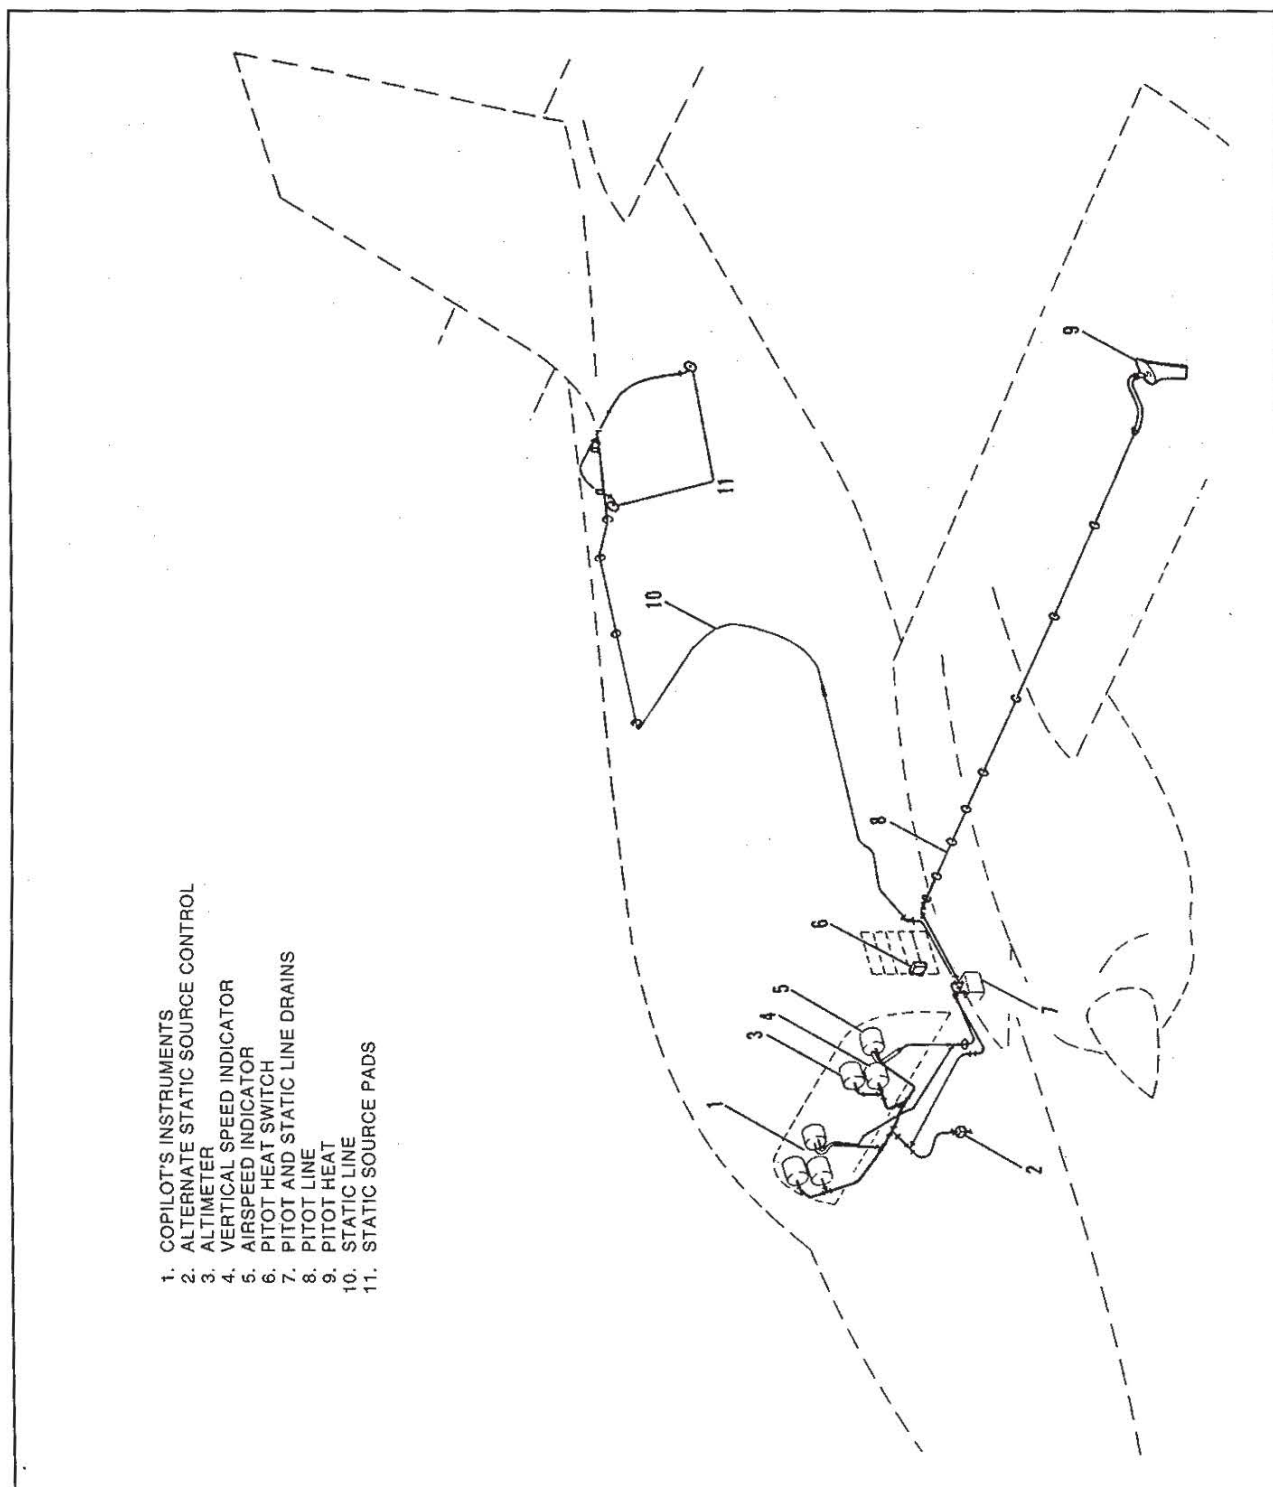 1. COPILOT'S INSTRUMENTS
2. ALTERNATE STATIC SOURCE CONTROL
3. ALTIMETER
4. VERTICAL SPEED INDICATOR
5. AIRSPEED INDICATOR
6. PITOT HEAT SWITCH
7. PITOT AND STATIC LINE DRAINS
8. PITOT LINE
9. PITOT HEAT
10. STATIC LINE
11. STATIC SOURCE PADS
1
2
3
4
5
6
7
8
9
10
11